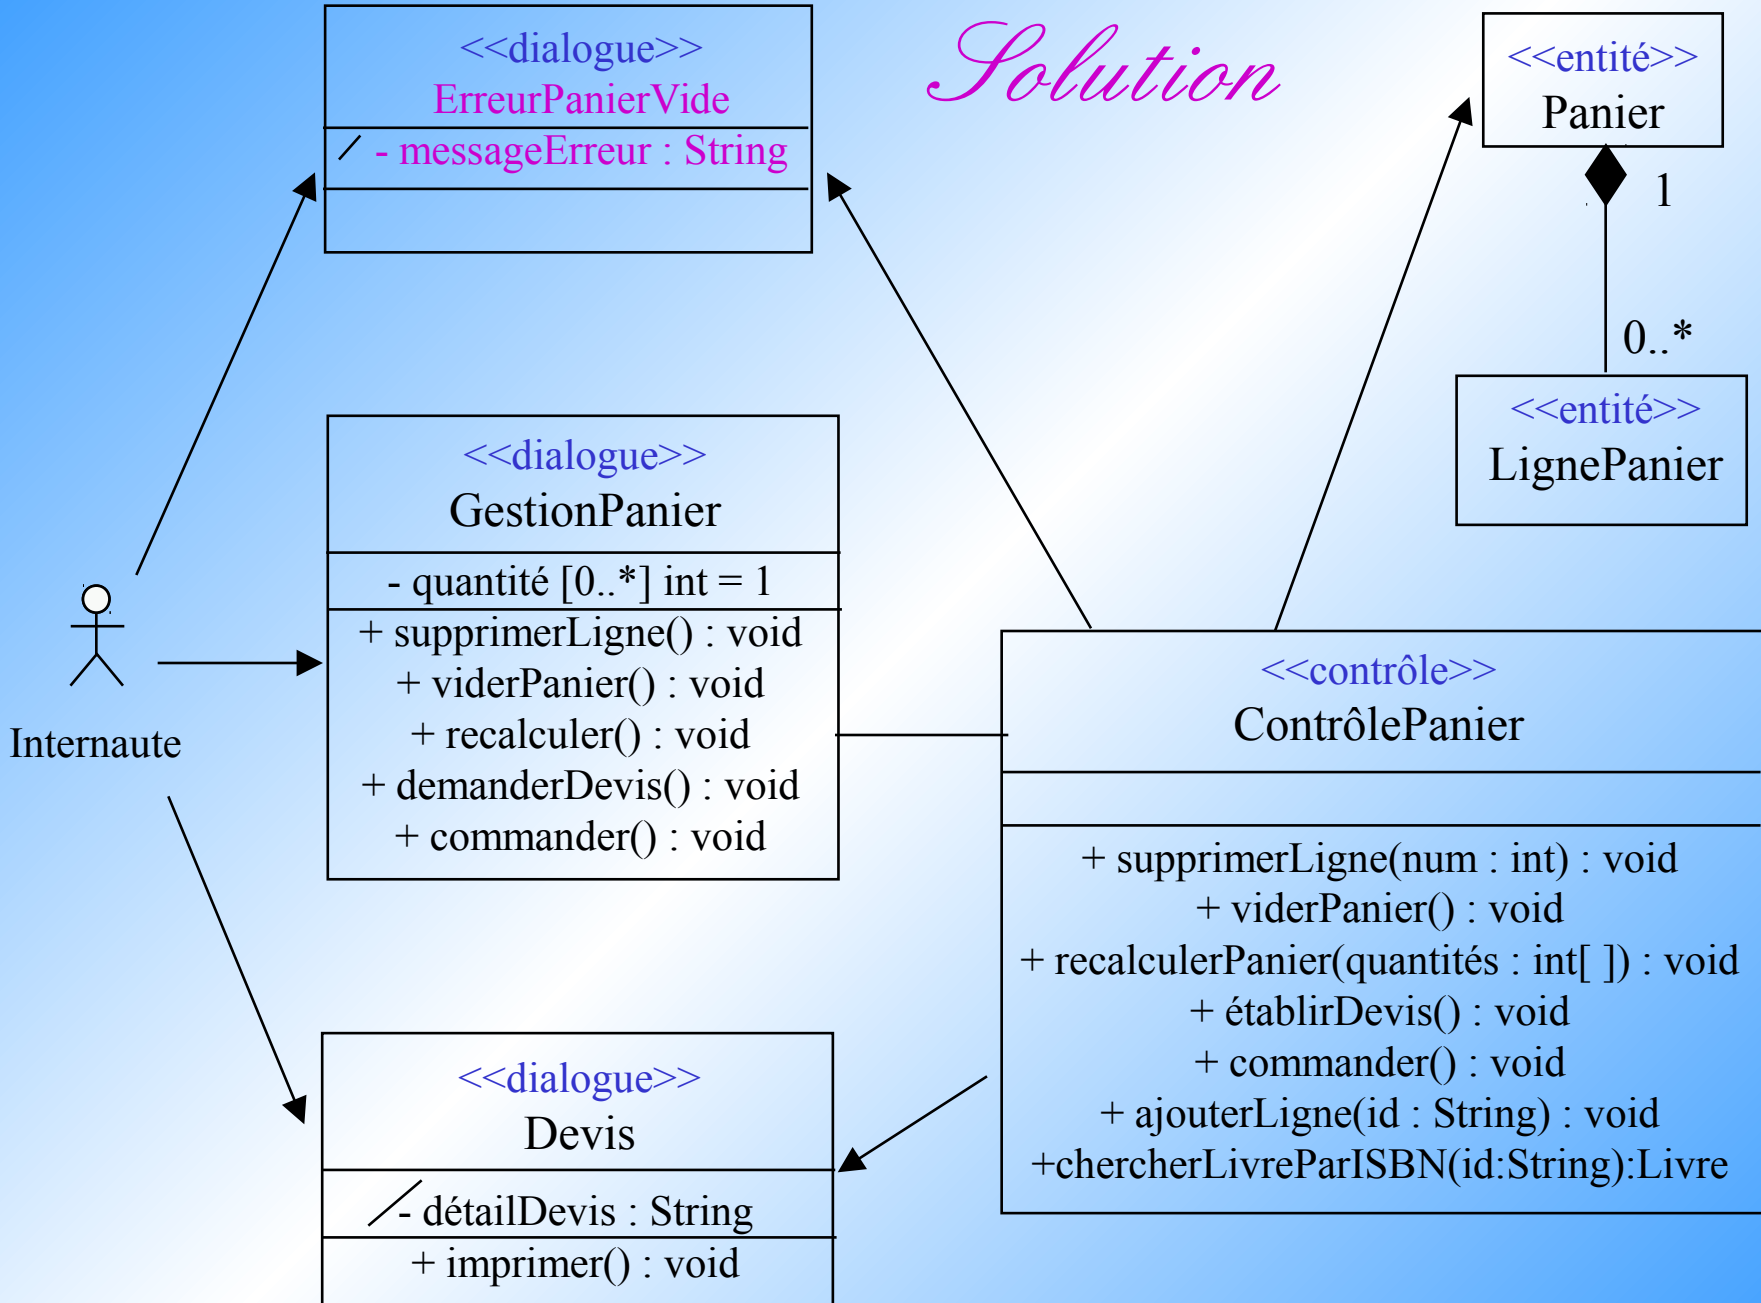 Solution
<<dialogue>>
ErreurPanierVide
/ - messageErreur : String
<<entité>>
Panier
1
0..*
<<entité>>
LignePanier
<<dialogue>>
GestionPanier
- quantité [0..*] int = 1
+ supprimerLigne() : void
+ viderPanier() : void
+ recalculer() : void
+ demanderDevis() : void
+ commander() : void
Internaute
<<contrôle>>
ContrôlePanier
+ supprimerLigne(num : int) : void
+ viderPanier() : void
+ recalculerPanier(quantités : int[ ]) : void
+ établirDevis() : void
+ commander() : void
+ ajouterLigne(id : String) : void
+chercherLivreParISBN(id:String):Livre
<<dialogue>>
Devis
/- détailDevis : String
+ imprimer() : void